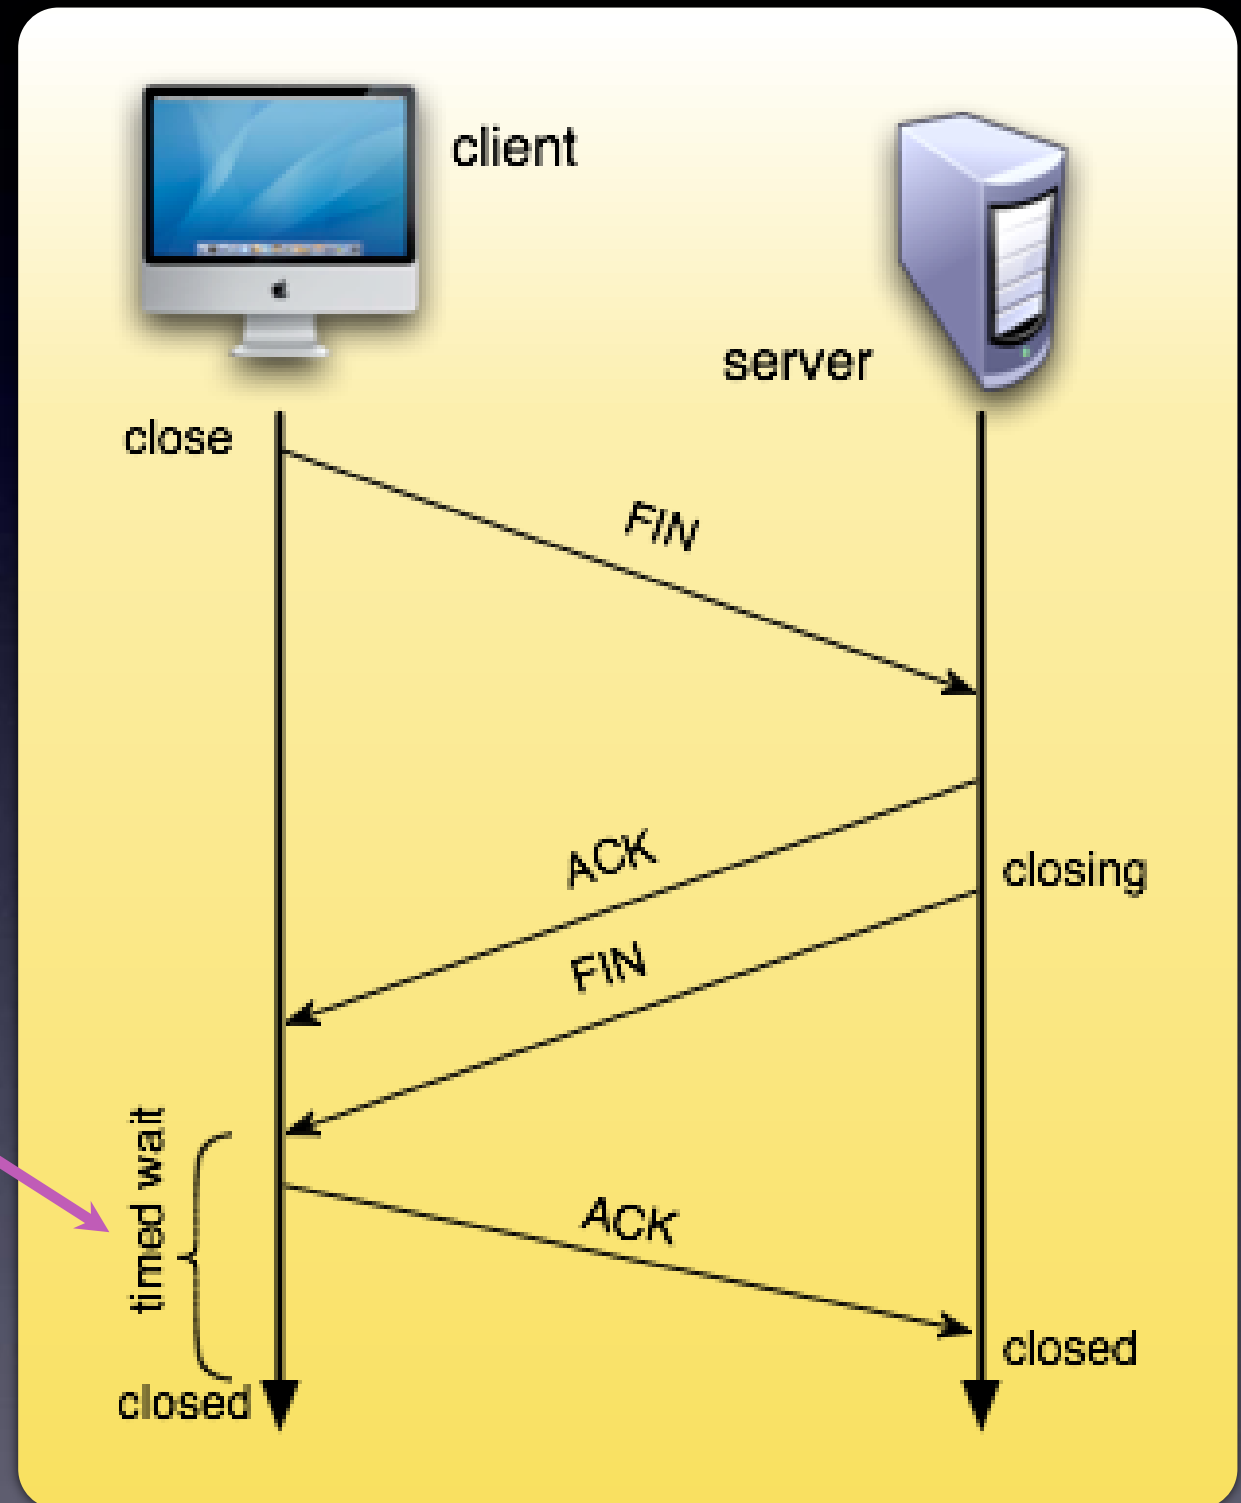 client
server
close
FIN
ACK
closing
FIN
timed wait
ACK
closed
closed